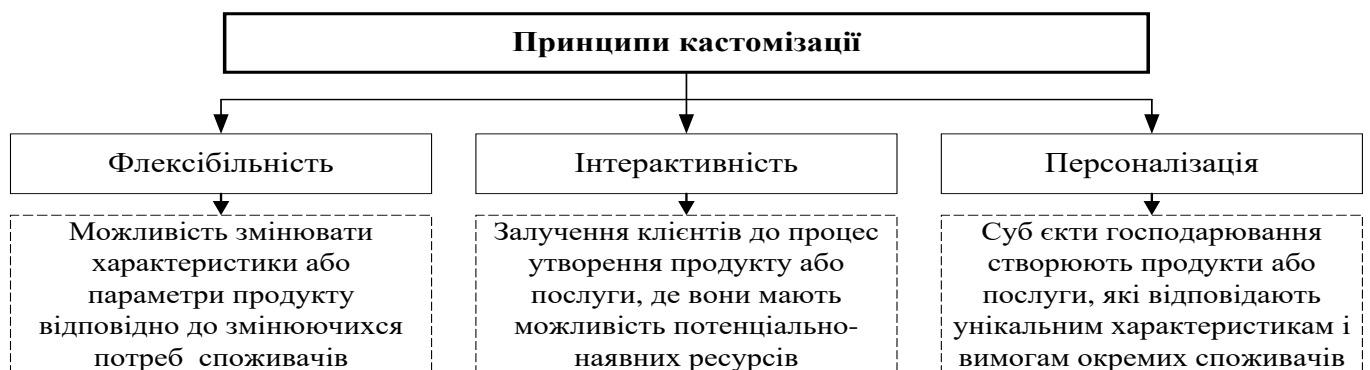 Принципи кастомізації
Флексібільність
Інтерактивність
Персоналізація
Можливість змінювати
характеристики або
параметри продукту
відповідно до змінюючихся
потреб споживачів
Залучення клієнтів до процес
утворення продукту або
послуги, де вони мають
можливість потенціально-
наявних ресурсів
Суб єкти господарювання
створюють продукти або
послуги, які відповідають
унікальним характеристикам і
вимогам окремих споживачів